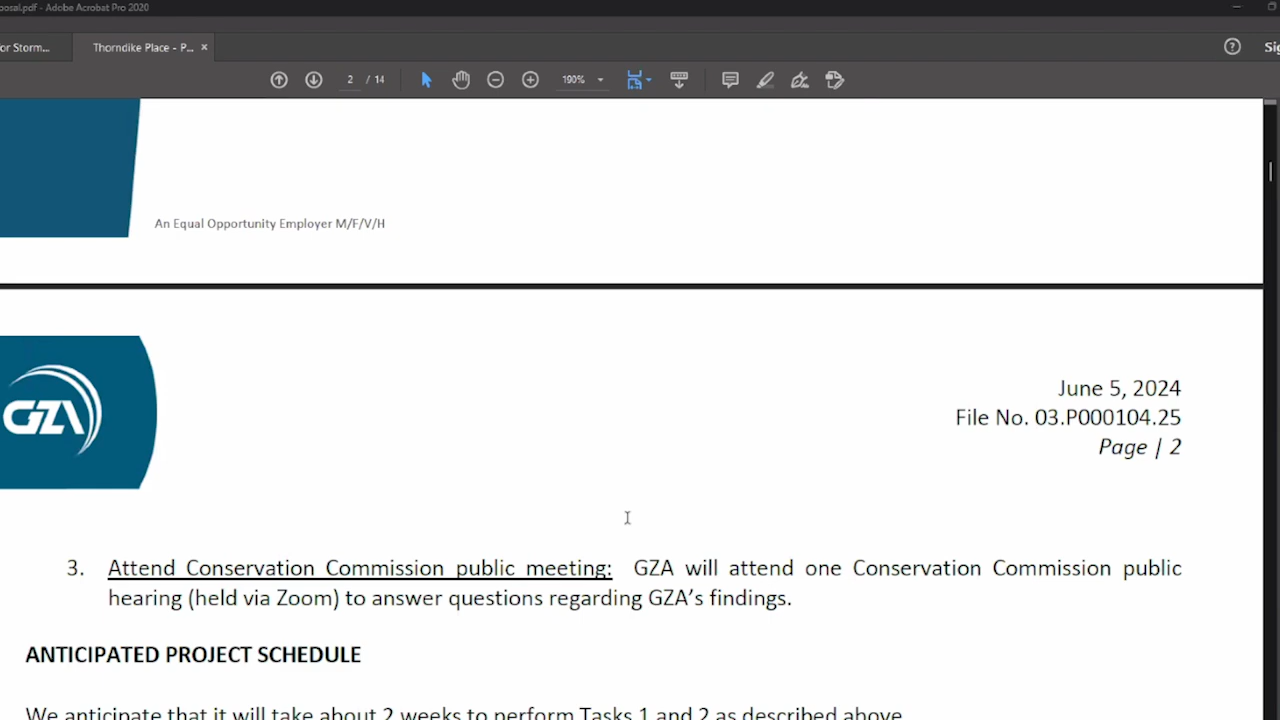 osal.pdf - Adobe Acrobat Pro 2020
or Storm...
Thorndike Place - P... ×
Sig
2 / 14
190%
An Equal Opportunity Employer M/F/V/H
GZA
June 5, 2024
File No. 03.P000104.25
Page | 2
3. Attend Conservation Commission public meeting: GZA will attend one Conservation Commission public
hearing (held via Zoom) to answer questions regarding GZA's findings.
ANTICIPATED PROJECT SCHEDULE
We anticipate that it will take about 2 weeks to perform Tasks 1 and 2 as described above.